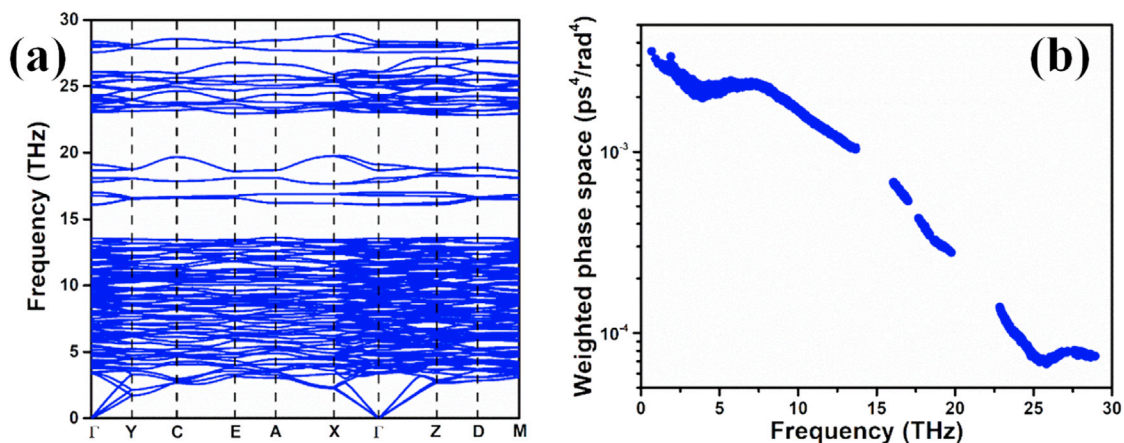 (a)
Frequency (THz)
30
25
20
15
10
5
0
Γ Y C E A X Γ Z D M
(b)
Weighted phase space (ps⁴/rad⁴)
10⁻³
10⁻⁴
0 5 10 15 20 25 30
Frequency (THz)